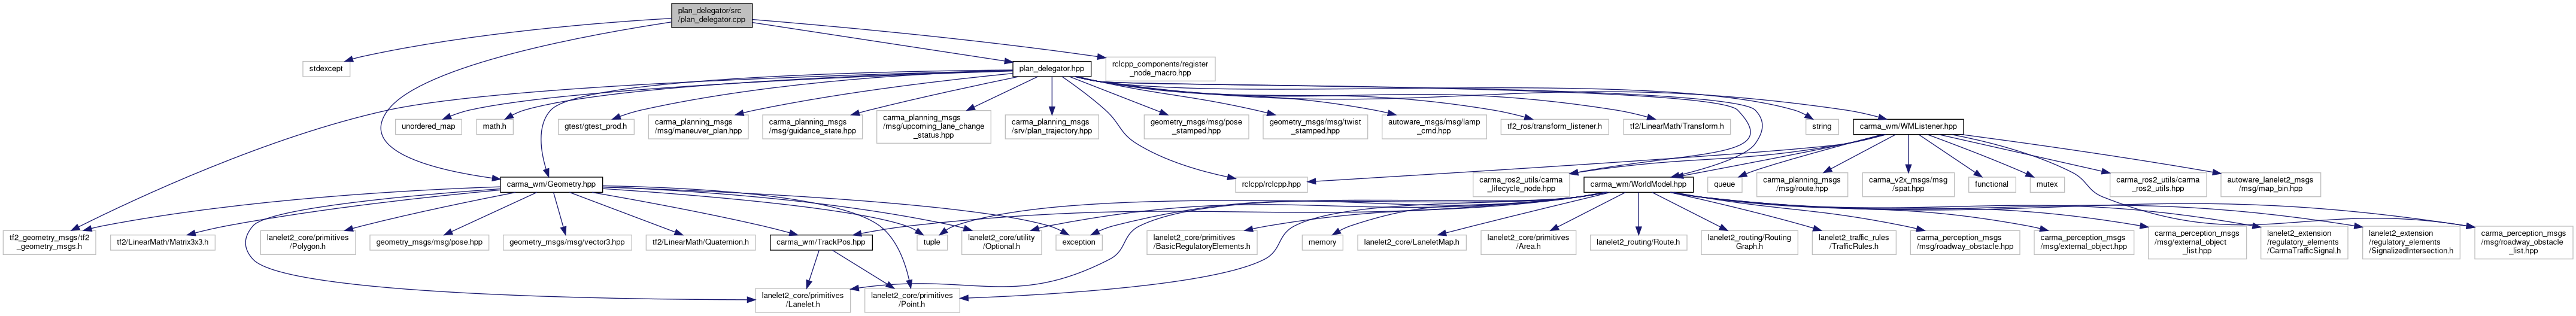 plan_delegator/src
/plan_delegator.cpp
stdexcept
plan_delegator.hpp
rclcpp_components/register
_node_macro.hpp
unordered_map
math.h
gtest/gtest_prod.h
carma_planning_msgs
/msg/maneuver_plan.hpp
carma_planning_msgs
/msg/guidance_state.hpp
carma_planning_msgs
/msg/upcoming_lane_change
_status.hpp
carma_planning_msgs
/srv/plan_trajectory.hpp
geometry_msgs/msg/pose
_stamped.hpp
geometry_msgs/msg/twist
_stamped.hpp
autoware_msgs/msg/lamp
_cmd.hpp
tf2_ros/transform_listener.h
tf2/LinearMath/Transform.h
string
carma_wm/WMListener.hpp
carma_wm/Geometry.hpp
rclcpp/rclcpp.hpp
carma_ros2_utils/carma
_lifecycle_node.hpp
carma_wm/WorldModel.hpp
queue
carma_planning_msgs
/msg/route.hpp
carma_v2x_msgs/msg
/spat.hpp
functional
mutex
carma_ros2_utils/carma
_ros2_utils.hpp
autoware_lanelet2_msgs
/msg/map_bin.hpp
tf2_geometry_msgs/tf2
_geometry_msgs.h
tf2/LinearMath/Matrix3x3.h
lanelet2_core/primitives
/Polygon.h
geometry_msgs/msg/pose.hpp
geometry_msgs/msg/vector3.hpp
tf2/LinearMath/Quaternion.h
carma_wm/TrackPos.hpp
tuple
lanelet2_core/utility
/Optional.h
exception
lanelet2_core/primitives
/BasicRegulatoryElements.h
memory
lanelet2_core/LaneletMap.h
lanelet2_core/primitives
/Area.h
lanelet2_routing/Route.h
lanelet2_routing/Routing
Graph.h
lanelet2_traffic_rules
/TrafficRules.h
carma_perception_msgs
/msg/roadway_obstacle.hpp
carma_perception_msgs
/msg/external_object.hpp
carma_perception_msgs
/msg/external_object
_list.hpp
lanelet2_extension
/regulatory_elements
/CarmaTrafficSignal.h
lanelet2_extension
/regulatory_elements
/SignalizedIntersection.h
carma_perception_msgs
/msg/roadway_obstacle
_list.hpp
lanelet2_core/primitives
/Lanelet.h
lanelet2_core/primitives
/Point.h